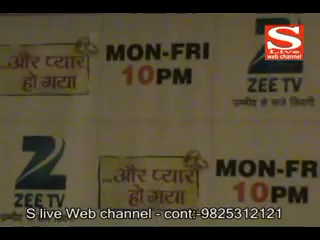 ...और प्यार
हो गया
MON-FRI
10PM
S
Live
web channel
ZEE TV
उम्मीद से सजे ज़िंदगी
ZEE TV
...और प्यार
हो गया
MON-FRI
10PM
S live Web channel - cont:-9825312121